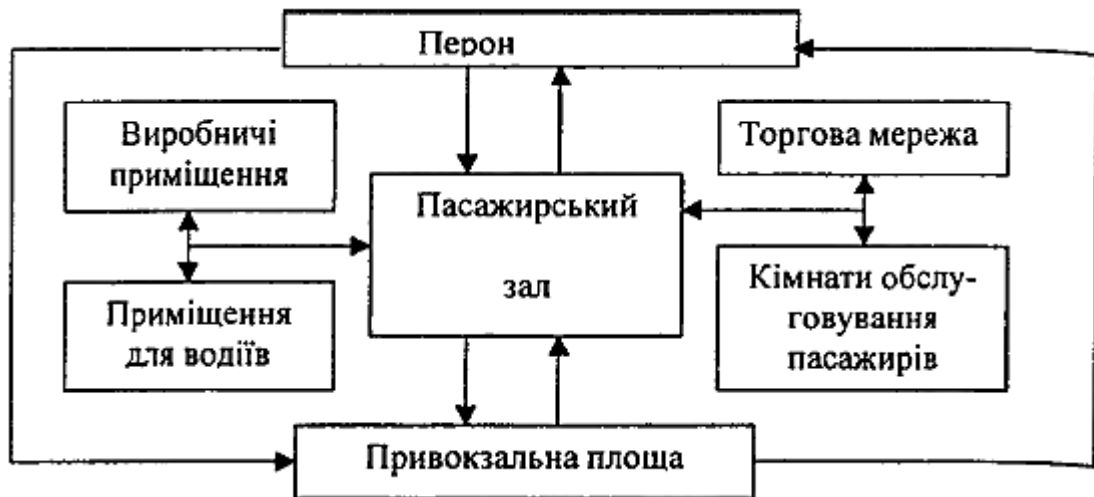 Перон
Виробничі
приміщення
Торгова мережа
Пасажирський
зал
Приміщення
для водіїв
Кімнати обслу-
говування
пасажирів
Привокзальна площа